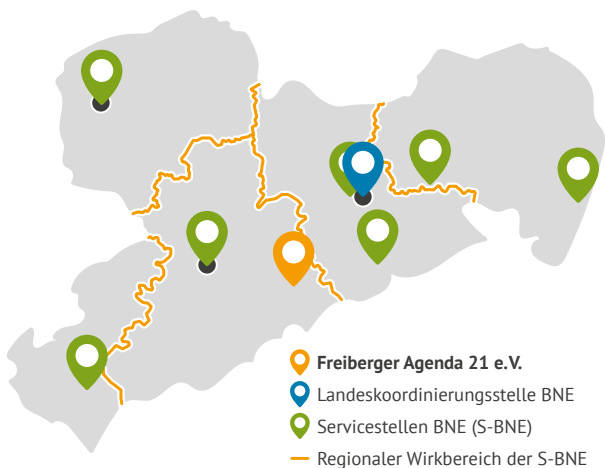 Freiberger Agenda 21 e.V.
Landeskoordinierungsstelle BNE
Servicestellen BNE (S-BNE)
Regionaler Wirkbereich der S-BNE